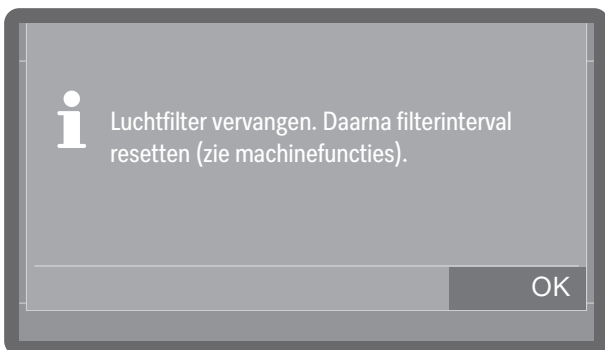 Luchtfilter vervangen. Daarna filterinterval
resetten (zie machinefuncties).
OK